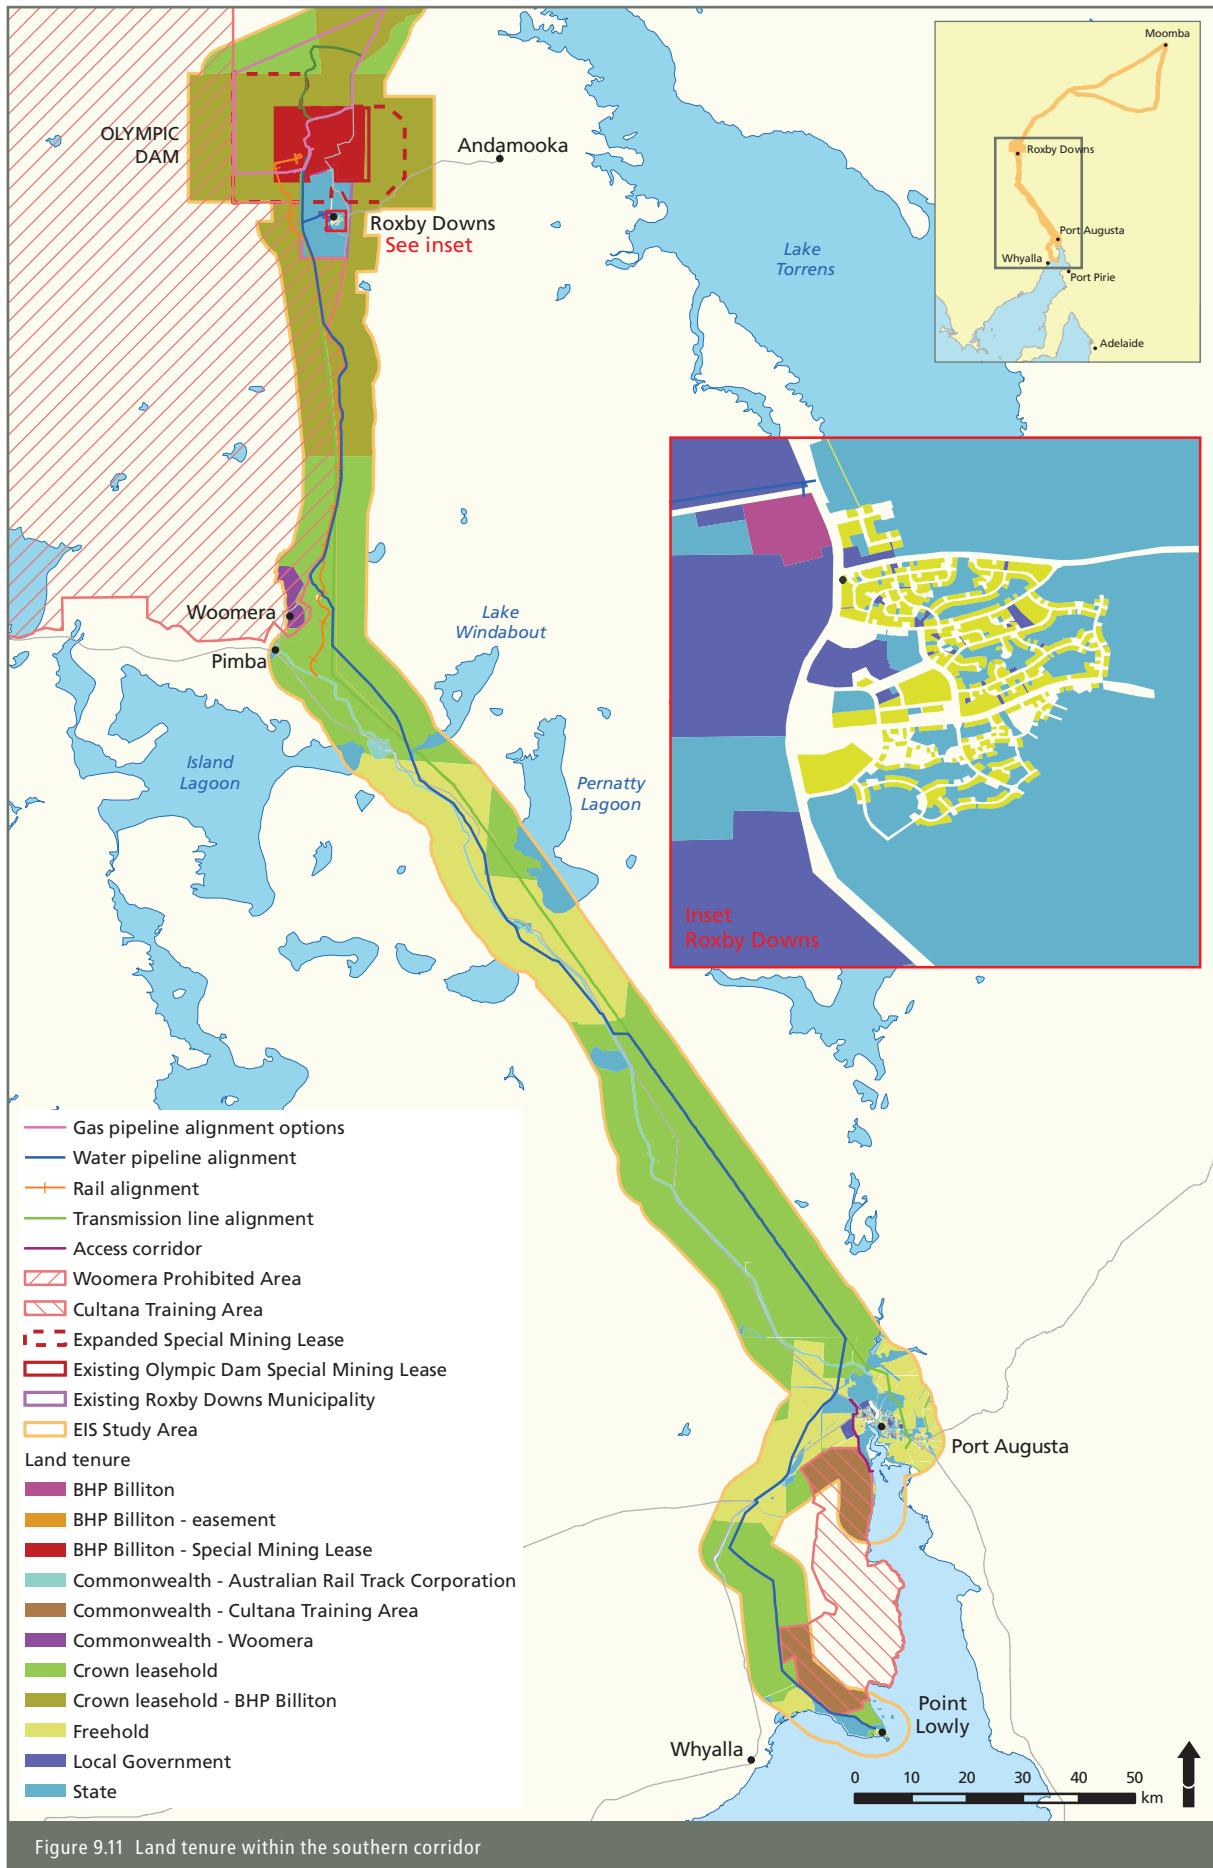 Moomba
Roxby Downs
Port Augusta
Whyalla
Port Pirie
Adelaide
OLYMPIC
DAM
Andamooka
Roxby Downs
See inset
Lake
Torrens
Woomera
Pimba
Lake
Windabout
Island
Lagoon
Pernatty
Lagoon
Inset
Roxby Downs
Port Augusta
Point
Lowly
Whyalla
Gas pipeline alignment options
Water pipeline alignment
Rail alignment
Transmission line alignment
Access corridor
Woomera Prohibited Area
Cultana Training Area
Expanded Special Mining Lease
Existing Olympic Dam Special Mining Lease
Existing Roxby Downs Municipality
EIS Study Area
Land tenure
BHP Billiton
BHP Billiton - easement
BHP Billiton - Special Mining Lease
Commonwealth - Australian Rail Track Corporation
Commonwealth - Cultana Training Area
Commonwealth - Woomera
Crown leasehold
Crown leasehold - BHP Billiton
Freehold
Local Government
State
0 10 20 30 40 50
km
Figure 9.11 Land tenure within the southern corridor